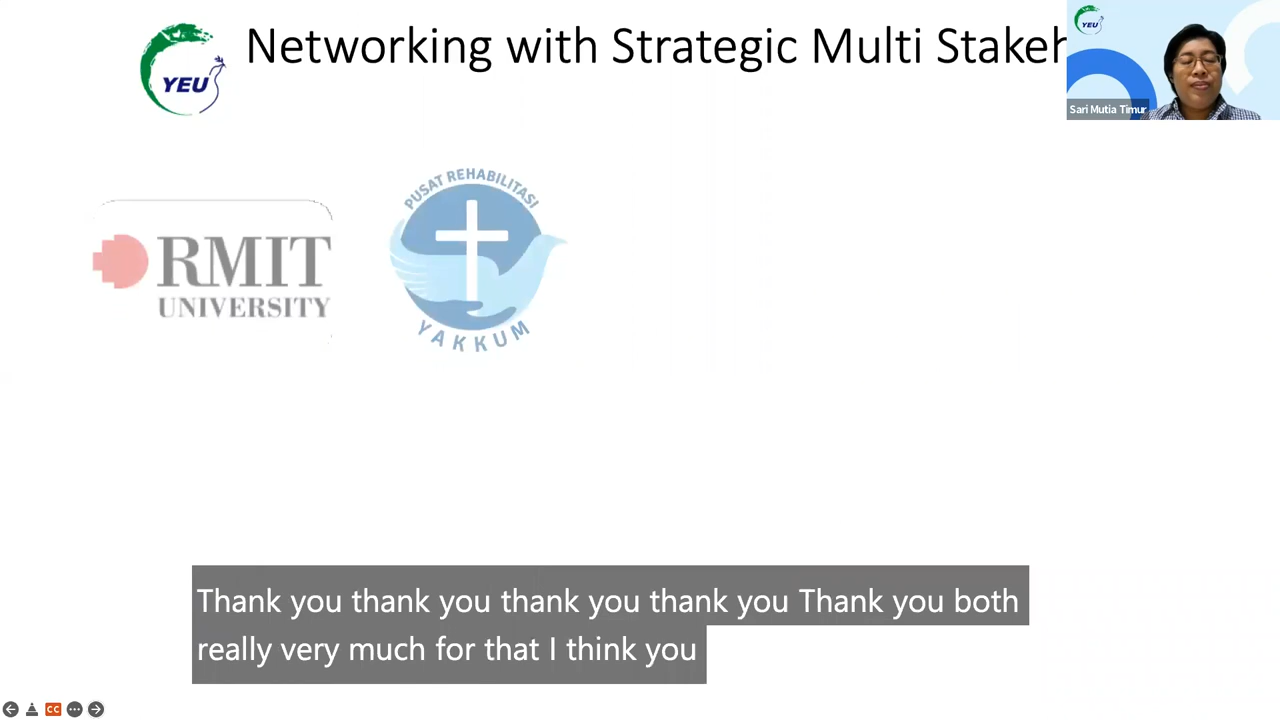 Networking with Strategic Multi Stakeh
YEU
YEU
Sari Mutia Timur
RMIT
UNIVERSITY
PUSAT REHABILITASI
YAKKUM
Thank you thank you thank you thank you Thank you both
really very much for that I think you
CC